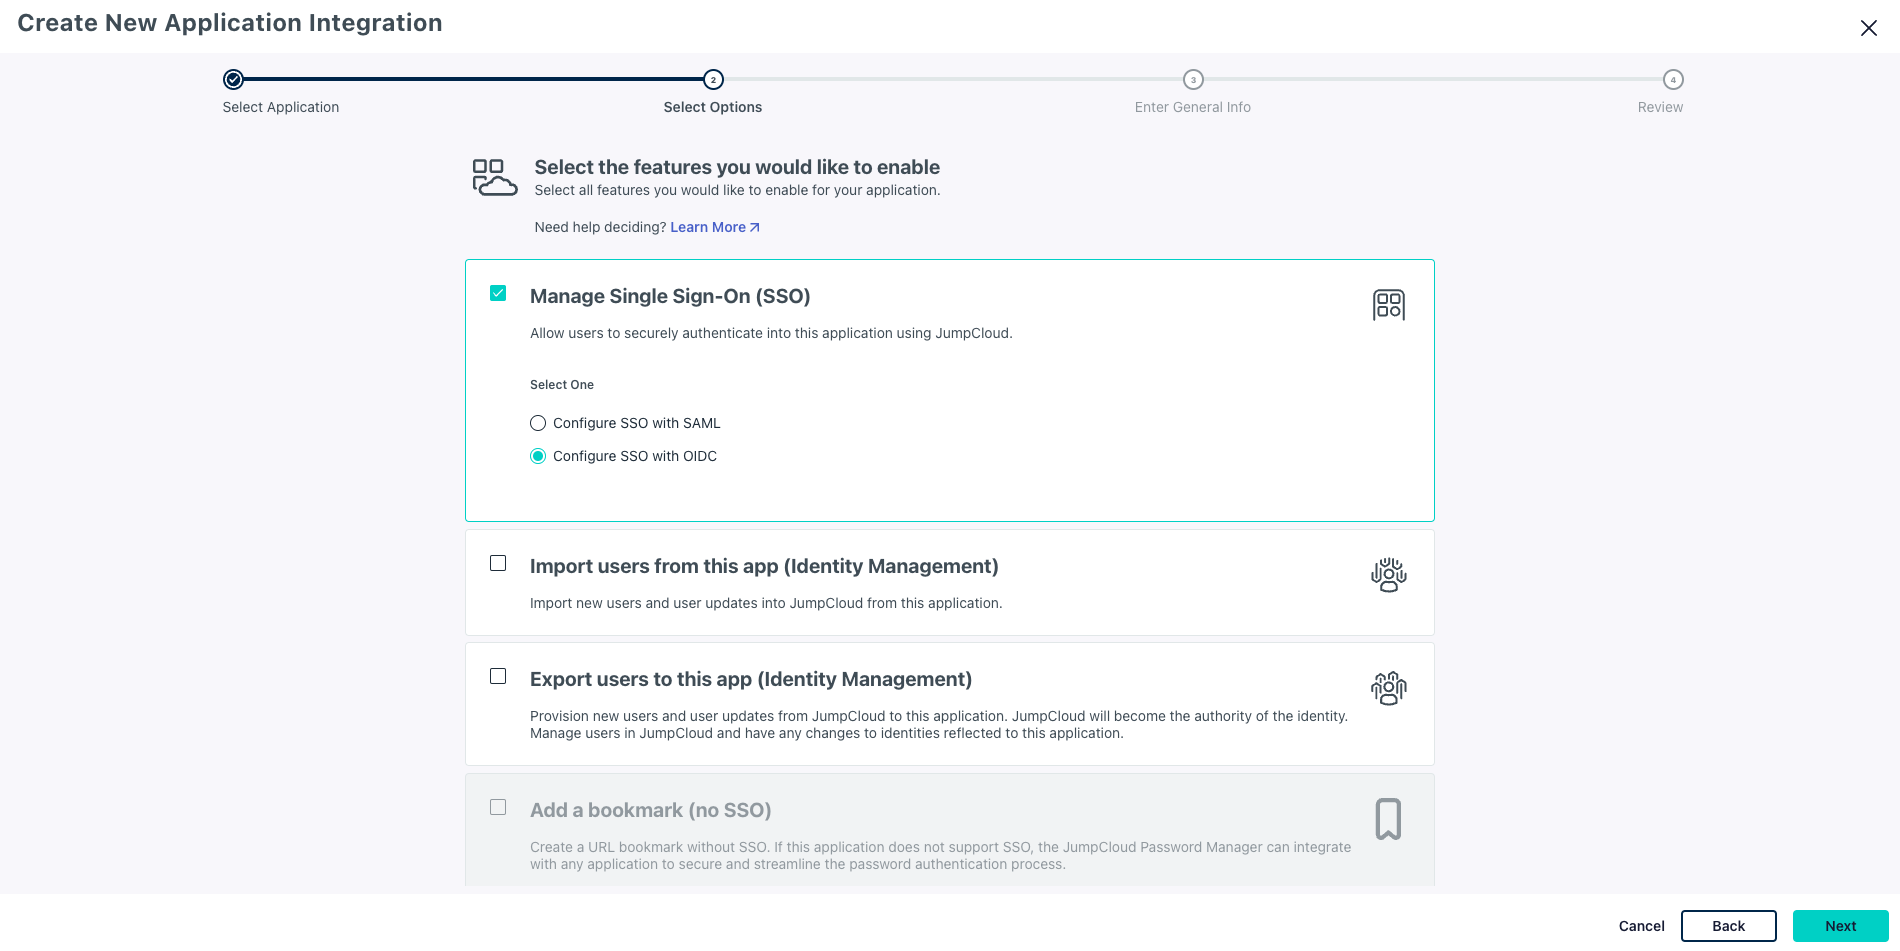 Create New Application Integration
2
3
4
Select Application
Select Options
Enter General Info
Review
Select the features you would like to enable
Select all features you would like to enable for your application.
Need help deciding? Learn More
Manage Single Sign-On (SSO)
Allow users to securely authenticate into this application using JumpCloud.
Select One
Configure SSO with SAML
Configure SSO with OIDC
Import users from this app (Identity Management)
Import new users and user updates into JumpCloud from this application.
Export users to this app (Identity Management)
Provision new users and user updates from JumpCloud to this application. JumpCloud will become the authority of the identity.
Manage users in JumpCloud and have any changes to identities reflected to this application.
Add a bookmark (no SSO)
Create a URL bookmark without SSO. If this application does not support SSO, the JumpCloud Password Manager can integrate
with any application to secure and streamline the password authentication process.
Cancel
Back
Next